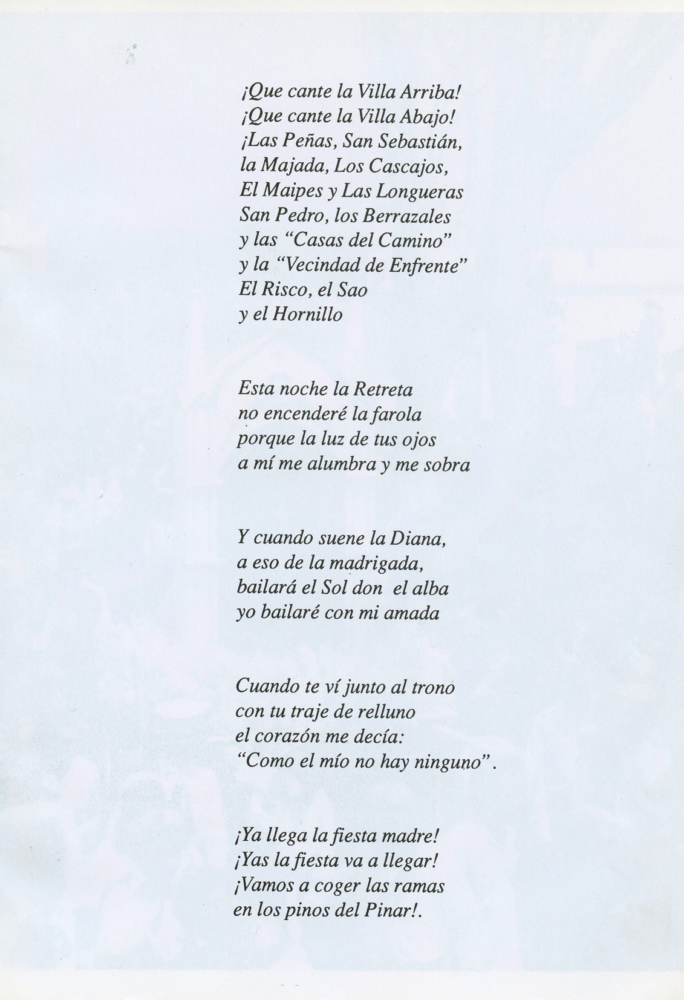 ¡Que cante la Villa Arriba!
¡Que cante la Villa Abajo!
¡Las Peñas, San Sebastián,
la Majada, Los Cascajos,
El Maipes y Las Longueras
San Pedro, los Berrazales
y las “Casas del Camino”
y la “Vecindad de Enfrente”
El Risco, el Sao
y el Hornillo
Esta noche la Retreta
no encenderé la farola
porque la luz de tus ojos
a mí me alumbra y me sobra
Y cuando suene la Diana,
a eso de la madrigada,
bailará el Sol don el alba
yo bailaré con mi amada
Cuando te ví junto al trono
con tu traje de relluno
el corazón me decía:
“Como el mío no hay ninguno”.
¡Ya llega la fiesta madre!
¡Yas la fiesta va a llegar!
¡Vamos a coger las ramas
en los pinos del Pinar!.